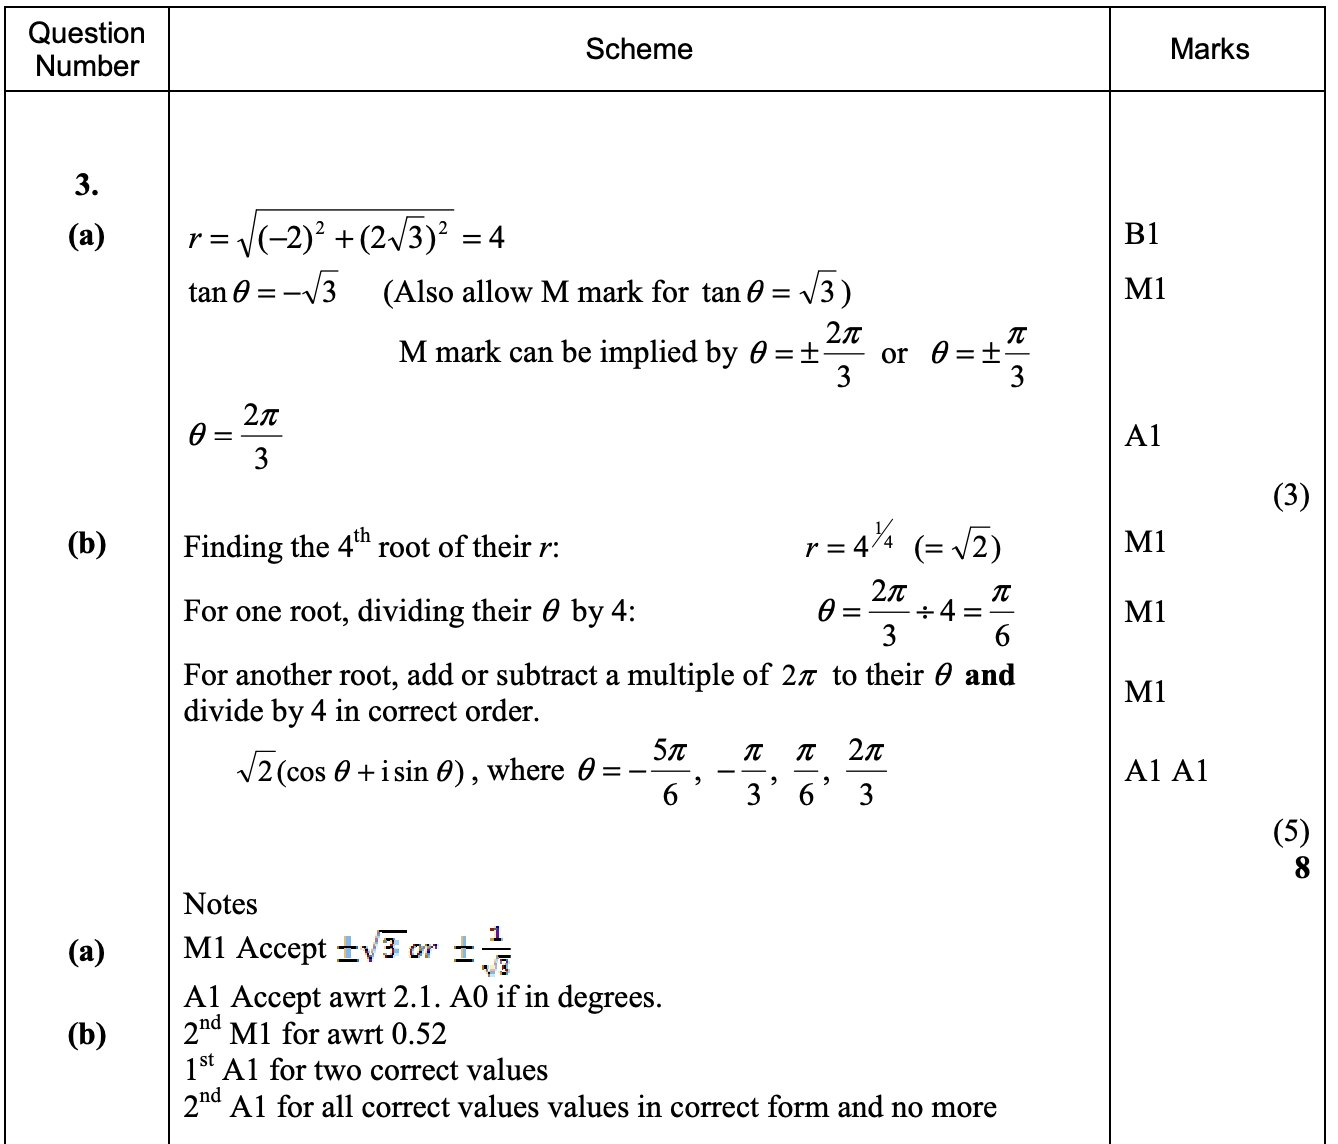 Question Number Scheme Marks
3.
(a) r = √((–2)² + (2√3)²) = 4 B1
tan θ = –√3 (Also allow M mark for tan θ = √3) M1
M mark can be implied by θ = ±2π/3 or θ = ±π/3
θ = 2π/3 A1
(3)
(b) Finding the 4th root of their r: r = 4^¼ (= √2) M1
For one root, dividing their θ by 4: θ = 2π/3 ÷ 4 = π/6 M1
For another root, add or subtract a multiple of 2π to their θ and
divide by 4 in correct order. M1
√2(cos θ + i sin θ), where θ = –5π/6, –π/3, π/6, 2π/3 A1 A1
(5)
8
Notes
(a) M1 Accept ±√3 or ±1/√3
A1 Accept awrt 2.1. A0 if in degrees.
(b) 2nd M1 for awrt 0.52
1st A1 for two correct values
2nd A1 for all correct values values in correct form and no more